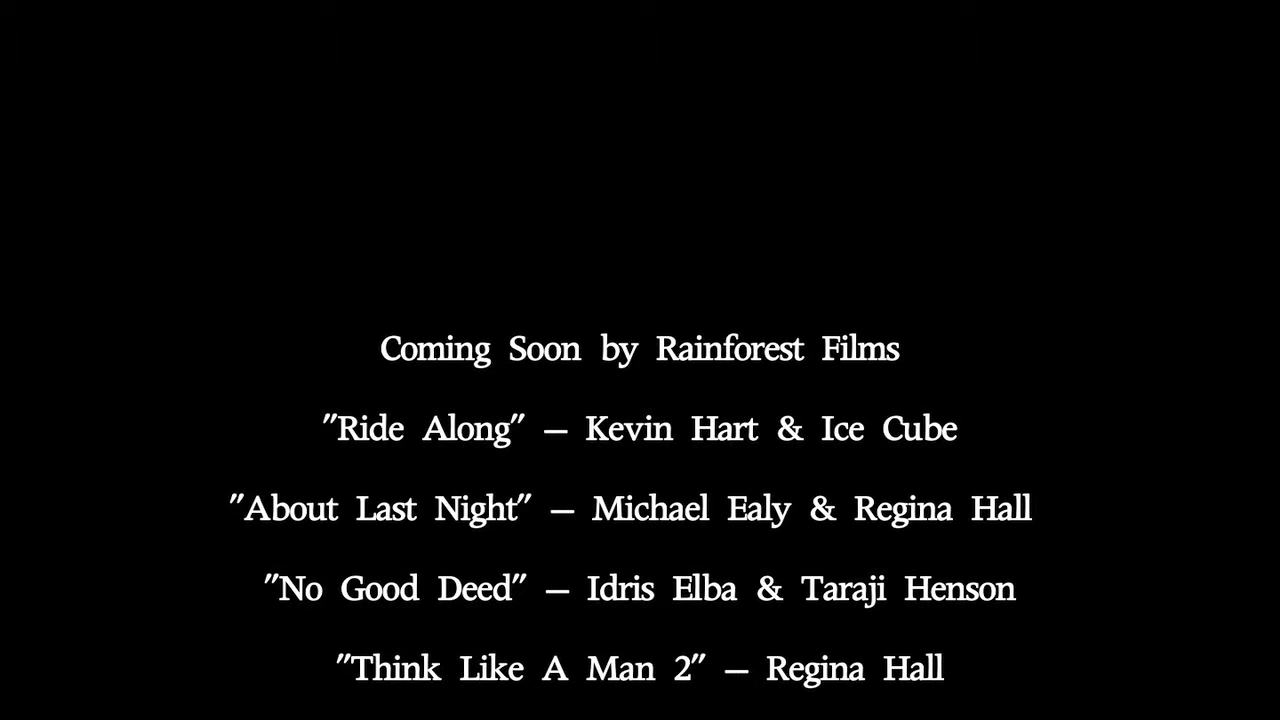 Coming Soon by Rainforest Films
"Ride Along" – Kevin Hart & Ice Cube
"About Last Night" – Michael Ealy & Regina Hall
"No Good Deed" – Idris Elba & Taraji Henson
"Think Like A Man 2" – Regina Hall